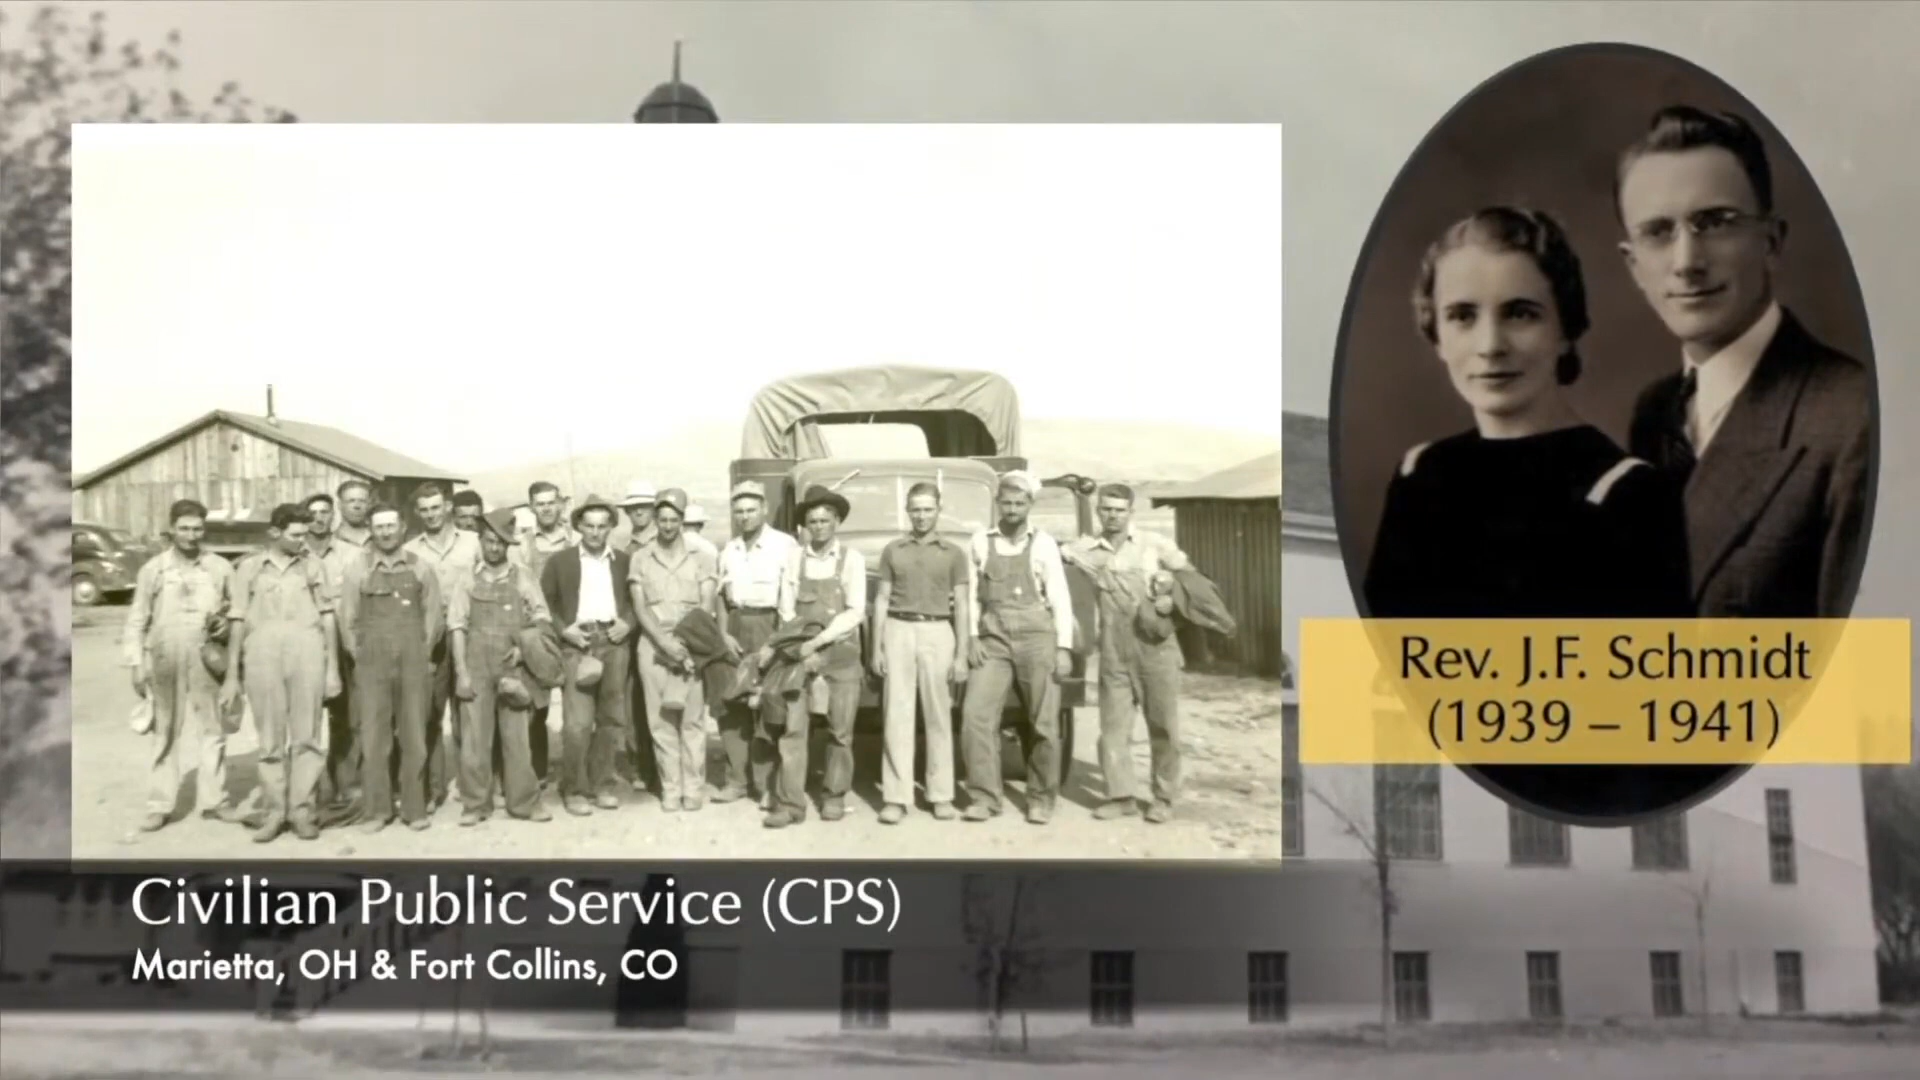 Rev. J.F. Schmidt
(1939 – 1941)
Civilian Public Service (CPS)
Marietta, OH & Fort Collins, CO